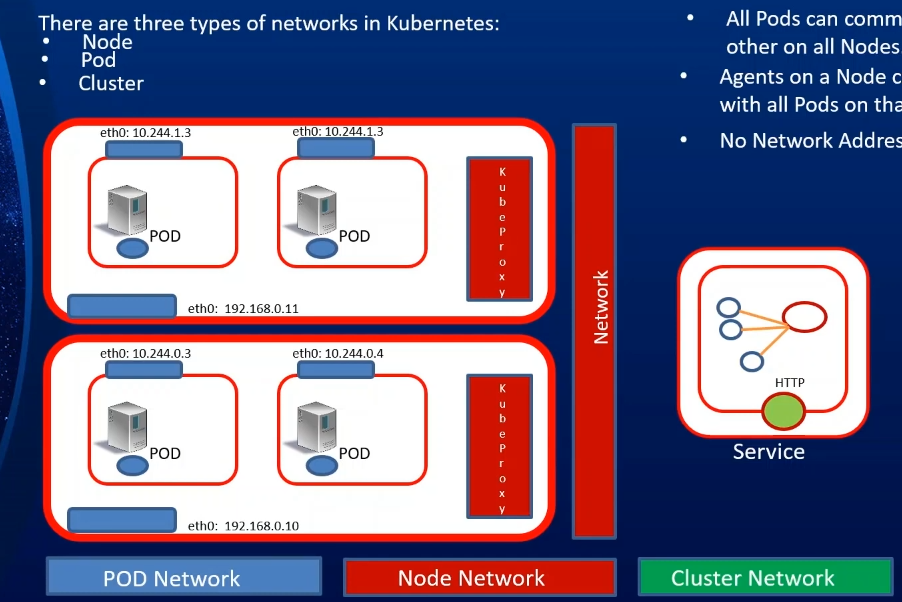 There are three types of networks in Kubernetes:
• Node
• Pod
• Cluster
• All Pods can comm
other on all Nodes
• Agents on a Node c
with all Pods on tha
• No Network Addres
eth0: 10.244.1.3
eth0: 10.244.1.3
POD
POD
KubeProxy
eth0: 192.168.0.11
eth0: 10.244.0.3
eth0: 10.244.0.4
POD
POD
KubeProxy
eth0: 192.168.0.10
Network
HTTP
Service
POD Network
Node Network
Cluster Network